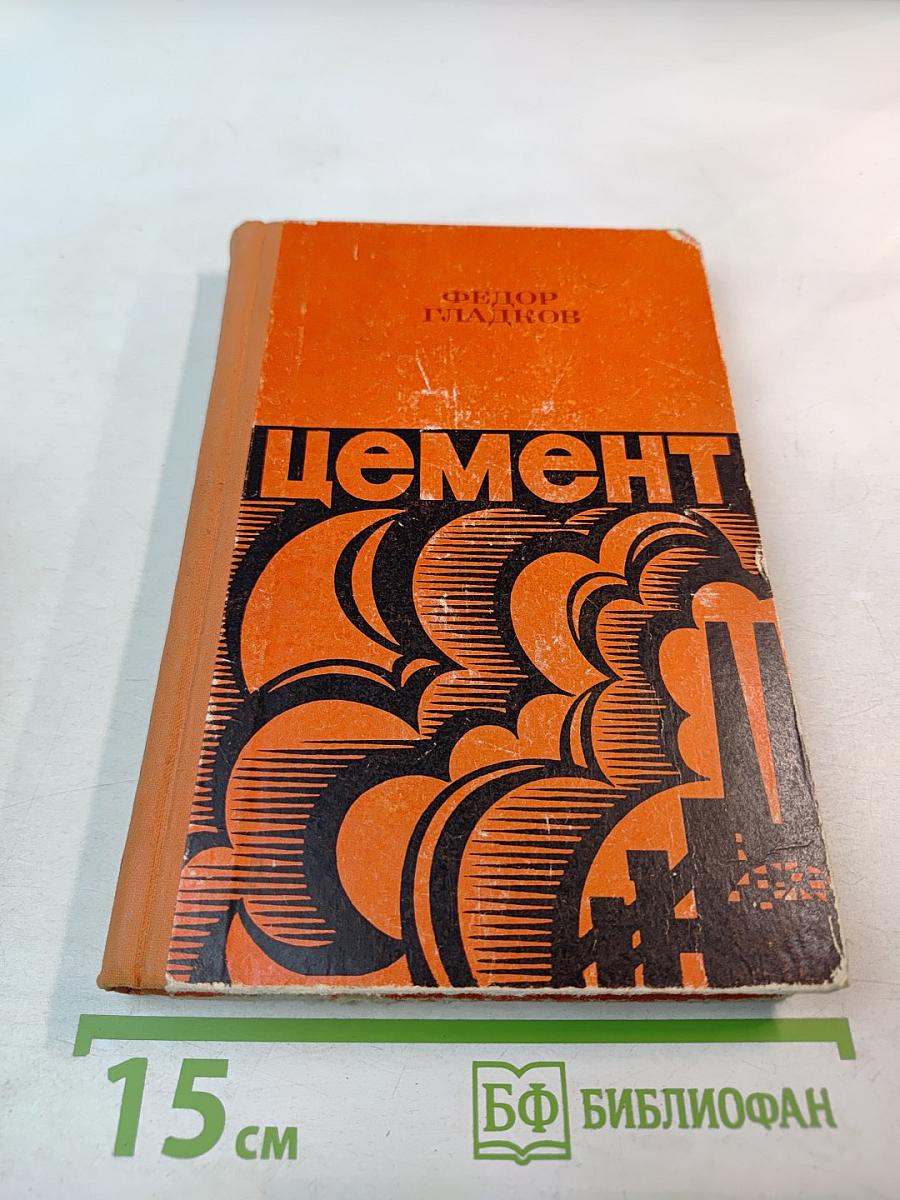 ФЕДОР
ГЛАДКОВ
цемент
15 см
БФ БИБЛИОФАН